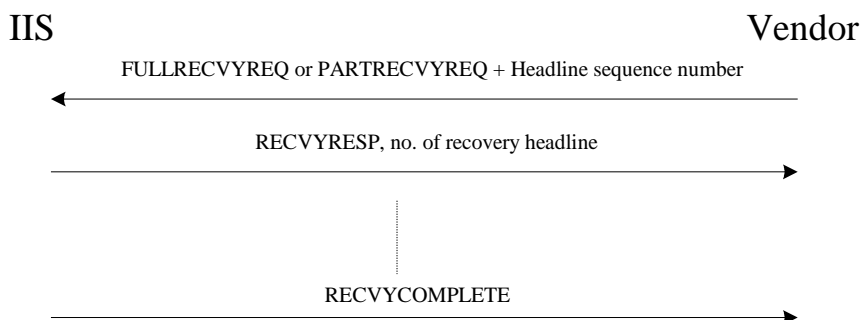 IIS
Vendor
FULLRECVYREQ or PARTRECVYREQ + Headline sequence number
RECVYRESP, no. of recovery headline
RECVYCOMPLETE